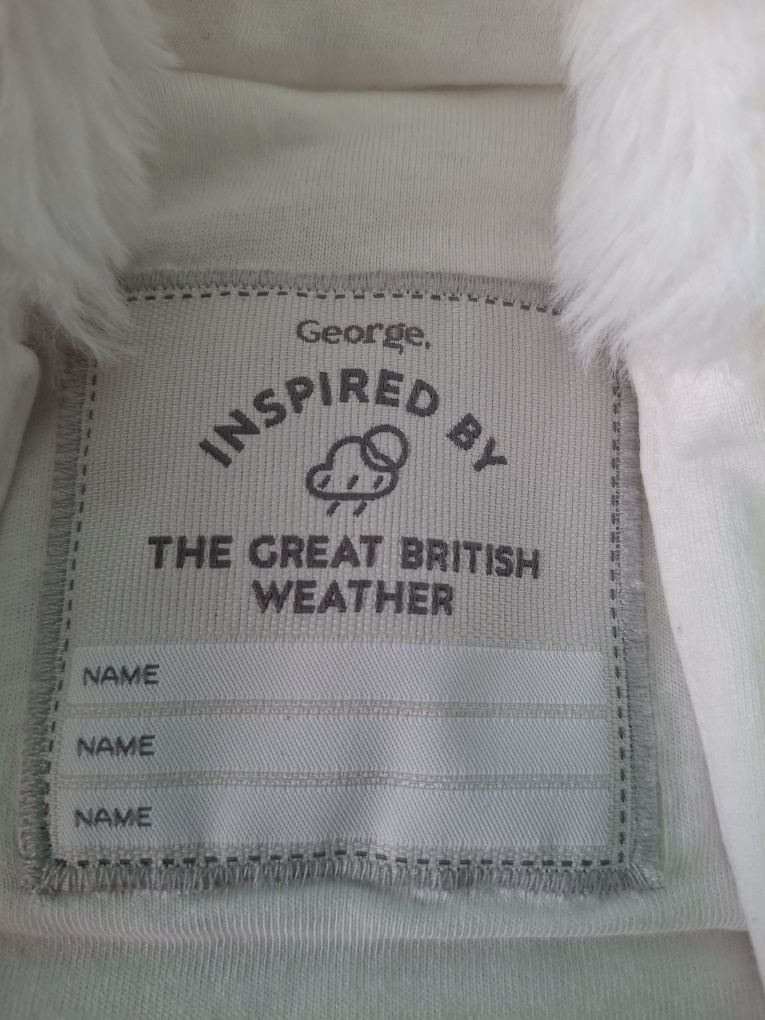 George.
INSPIRED BY
THE GREAT BRITISH
WEATHER
NAME
NAME
NAME